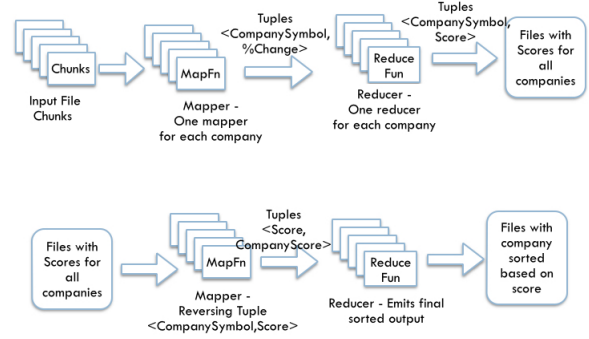 Chunks
Input File
Chunks
MapFn
Mapper -
One mapper
for each company
Tuples
<CompanySymbol,
%Change>
Reduce
Fun
Reducer -
One reducer
for each company
Tuples
<CompanySymbol,
Score>
Files with
Scores for
all
companies
Files with
Scores for
all
companies
MapFn
Mapper -
Reversing Tuple
<CompanySymbol,Score>
Tuples
<Score,
CompanyScore>
Reduce
Fun
Reducer - Emits final
sorted output
Files with
company
sorted
based on
score